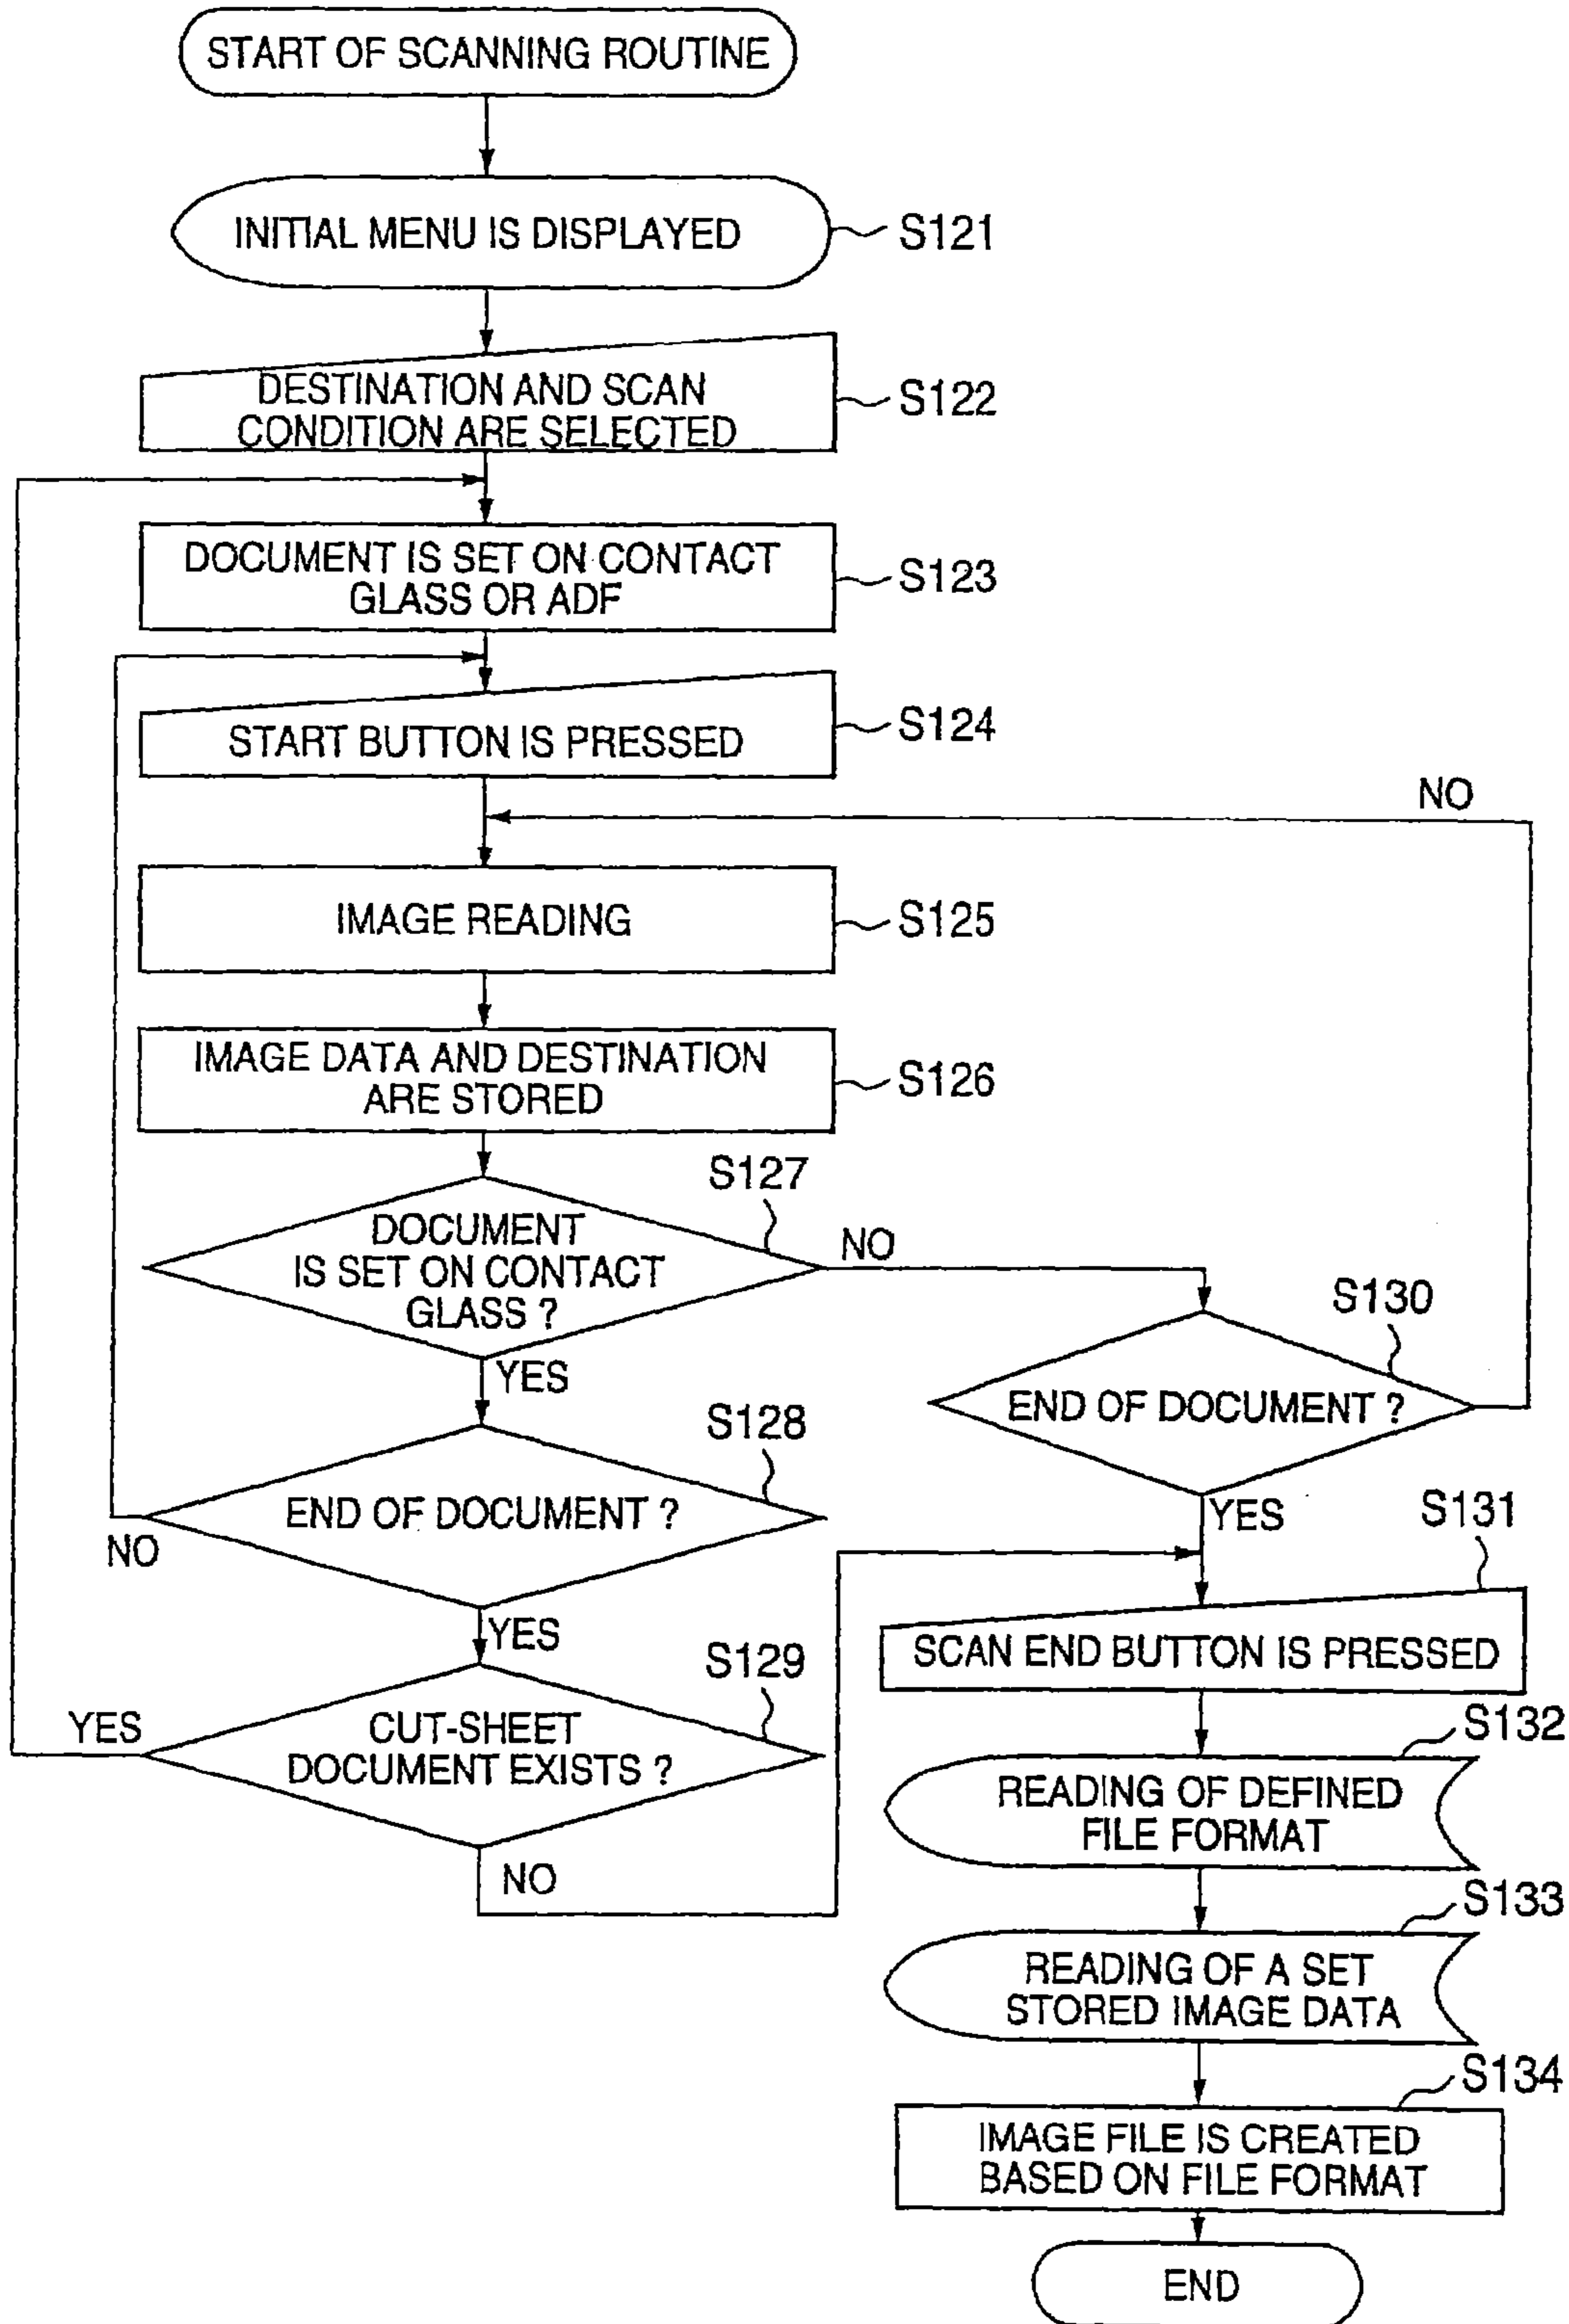 START OF SCANNING ROUTINE
INITIAL MENU IS DISPLAYED
S121
DESTINATION AND SCAN
CONDITION ARE SELECTED
S122
DOCUMENT IS SET ON CONTACT
GLASS OR ADF
S123
START BUTTON IS PRESSED
S124
NO
IMAGE READING
S125
IMAGE DATA AND DESTINATION
ARE STORED
S126
S127
DOCUMENT
IS SET ON CONTACT
GLASS ?
NO
YES
S130
END OF DOCUMENT ?
YES
S128
END OF DOCUMENT ?
NO
YES
S129
CUT-SHEET
DOCUMENT EXISTS ?
YES
NO
S131
SCAN END BUTTON IS PRESSED
S132
READING OF DEFINED
FILE FORMAT
S133
READING OF A SET
STORED IMAGE DATA
S134
IMAGE FILE IS CREATED
BASED ON FILE FORMAT
END